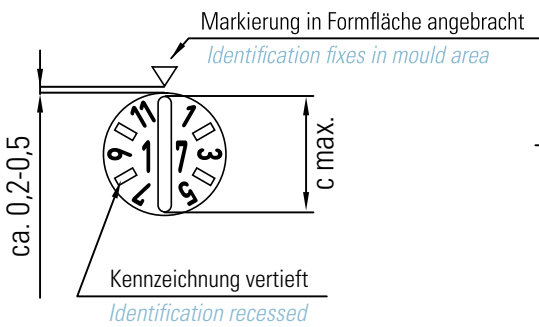 Markierung in Formfläche angebracht
Identification fixes in mould area
ca. 0,2-0,5
11 1
9 1 7 3
7 5
c max.
Kennzeichnung vertieft
Identification recessed